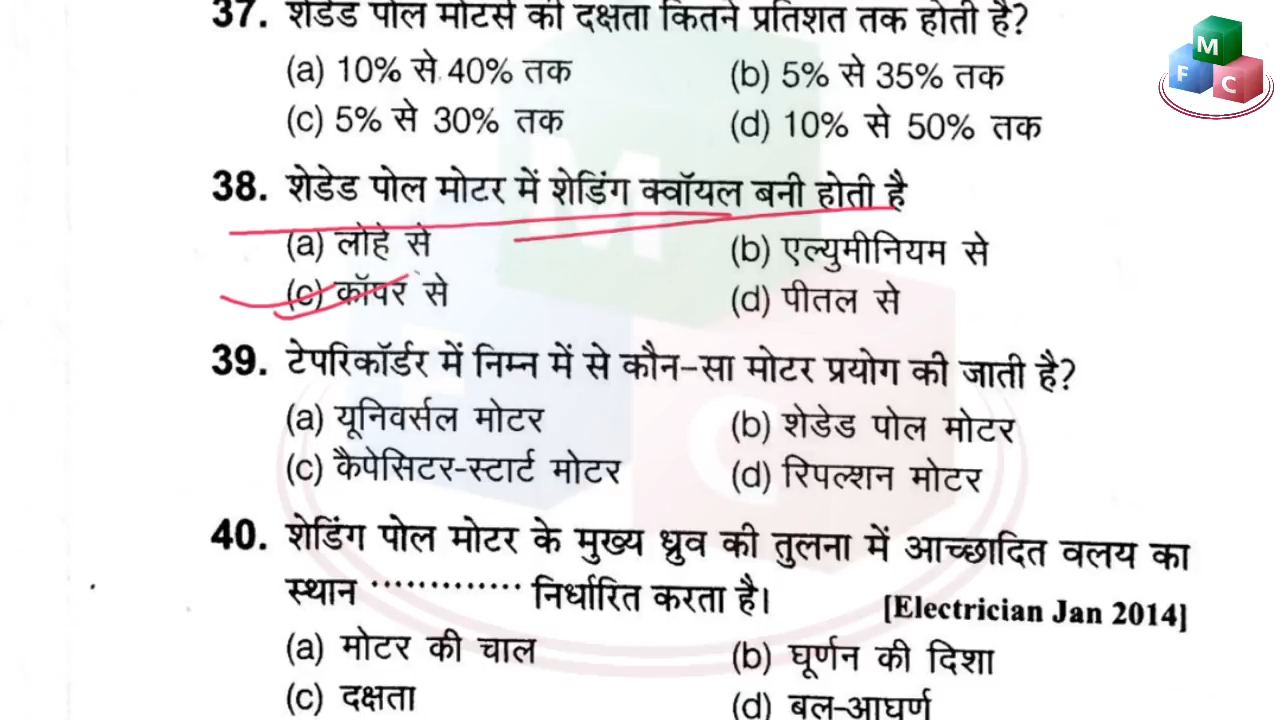 37. शेडेड पोल मोटर्स की दक्षता कितने प्रतिशत तक होती है?
(a) 10% से 40% तक (b) 5% से 35% तक
(c) 5% से 30% तक (d) 10% से 50% तक
38. शेडेड पोल मोटर में शेडिंग क्वॉयल बनी होती है
(a) लोहे से (b) एल्युमीनियम से
(c) कॉपर से (d) पीतल से
39. टेपरिकॉर्डर में निम्न में से कौन-सा मोटर प्रयोग की जाती है?
(a) यूनिवर्सल मोटर (b) शेडेड पोल मोटर
(c) कैपेसिटर-स्टार्ट मोटर (d) रिपल्शन मोटर
40. शेडिंग पोल मोटर के मुख्य ध्रुव की तुलना में आच्छादित वलय का
स्थान ............. निर्धारित करता है।
[Electrician Jan 2014]
(a) मोटर की चाल (b) घूर्णन की दिशा
(c) दक्षता (d) बल-आघूर्ण
M
F C
M
C